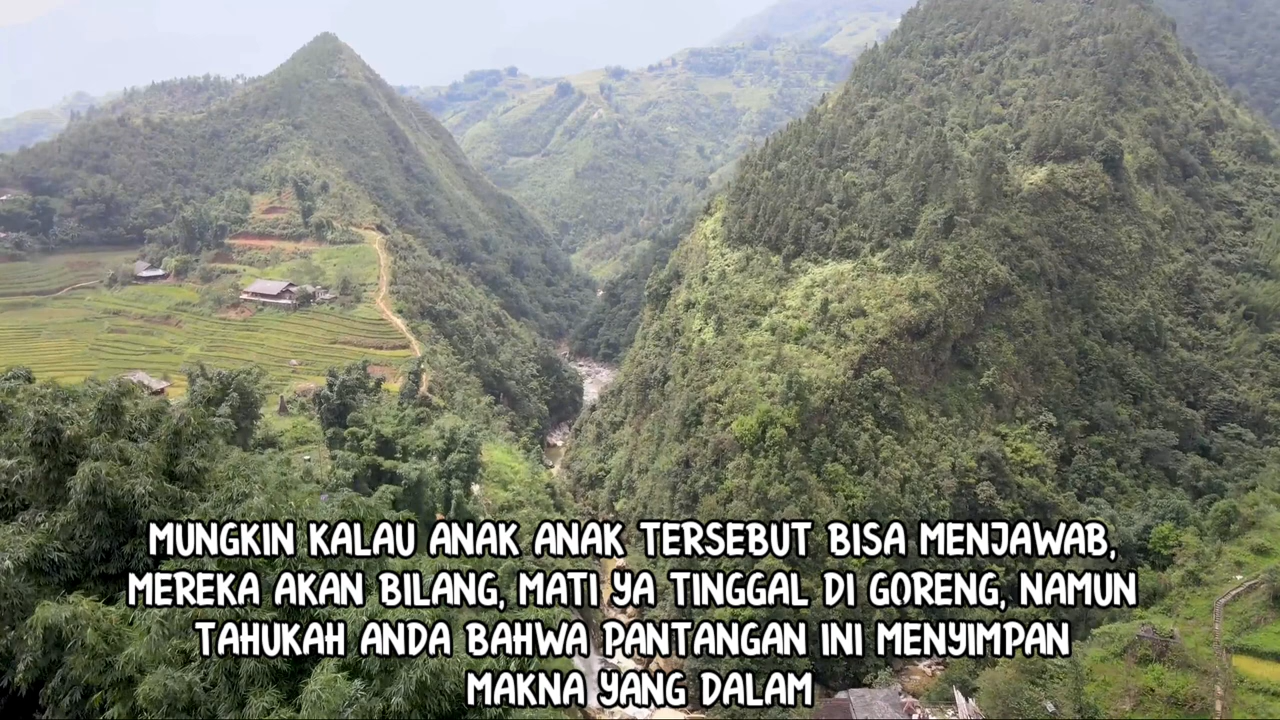 MUNGKIN KALAU ANAK ANAK TERSEBUT BISA MENJAWAB,
MEREKA AKAN BILANG, MATI YA TINGGAL DI GORENG, NAMUN
TAHUKAH ANDA BAHWA PANTANGAN INI MENYIMPAN
MAKNA YANG DALAM